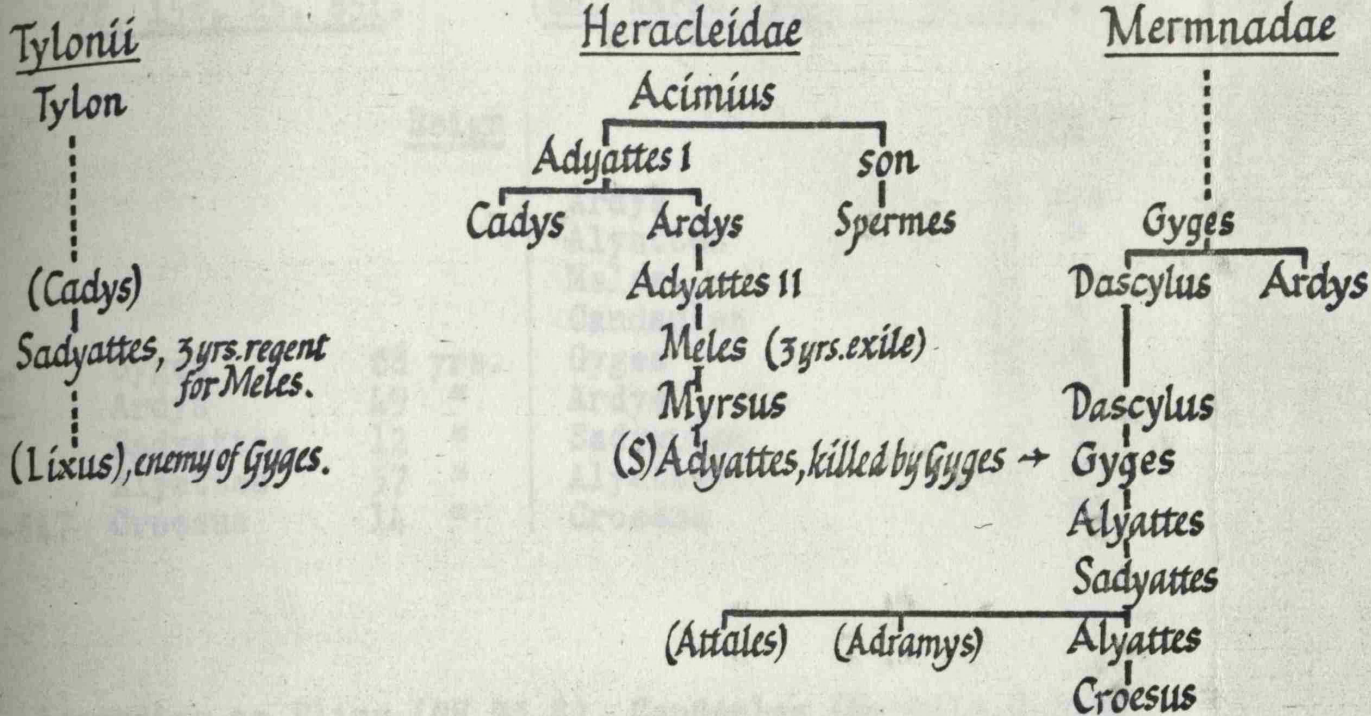 Tylonii Heracleidae Mermnadae
Tylon Acimius
Adyattes I son
Cadys Ardys Spermes Gyges
(Cadys) Adyattes II Dascylus Ardys
Sadyattes, 3 yrs. regent Meles (3 yrs. exile)
for Meles.
Myrsus Dascylus
(Lixus), enemy of Gyges. (S)Adyattes, killed by Gyges → Gyges
Alyattes
Sadyattes
(Attales) (Adramys) Alyattes
Croesus